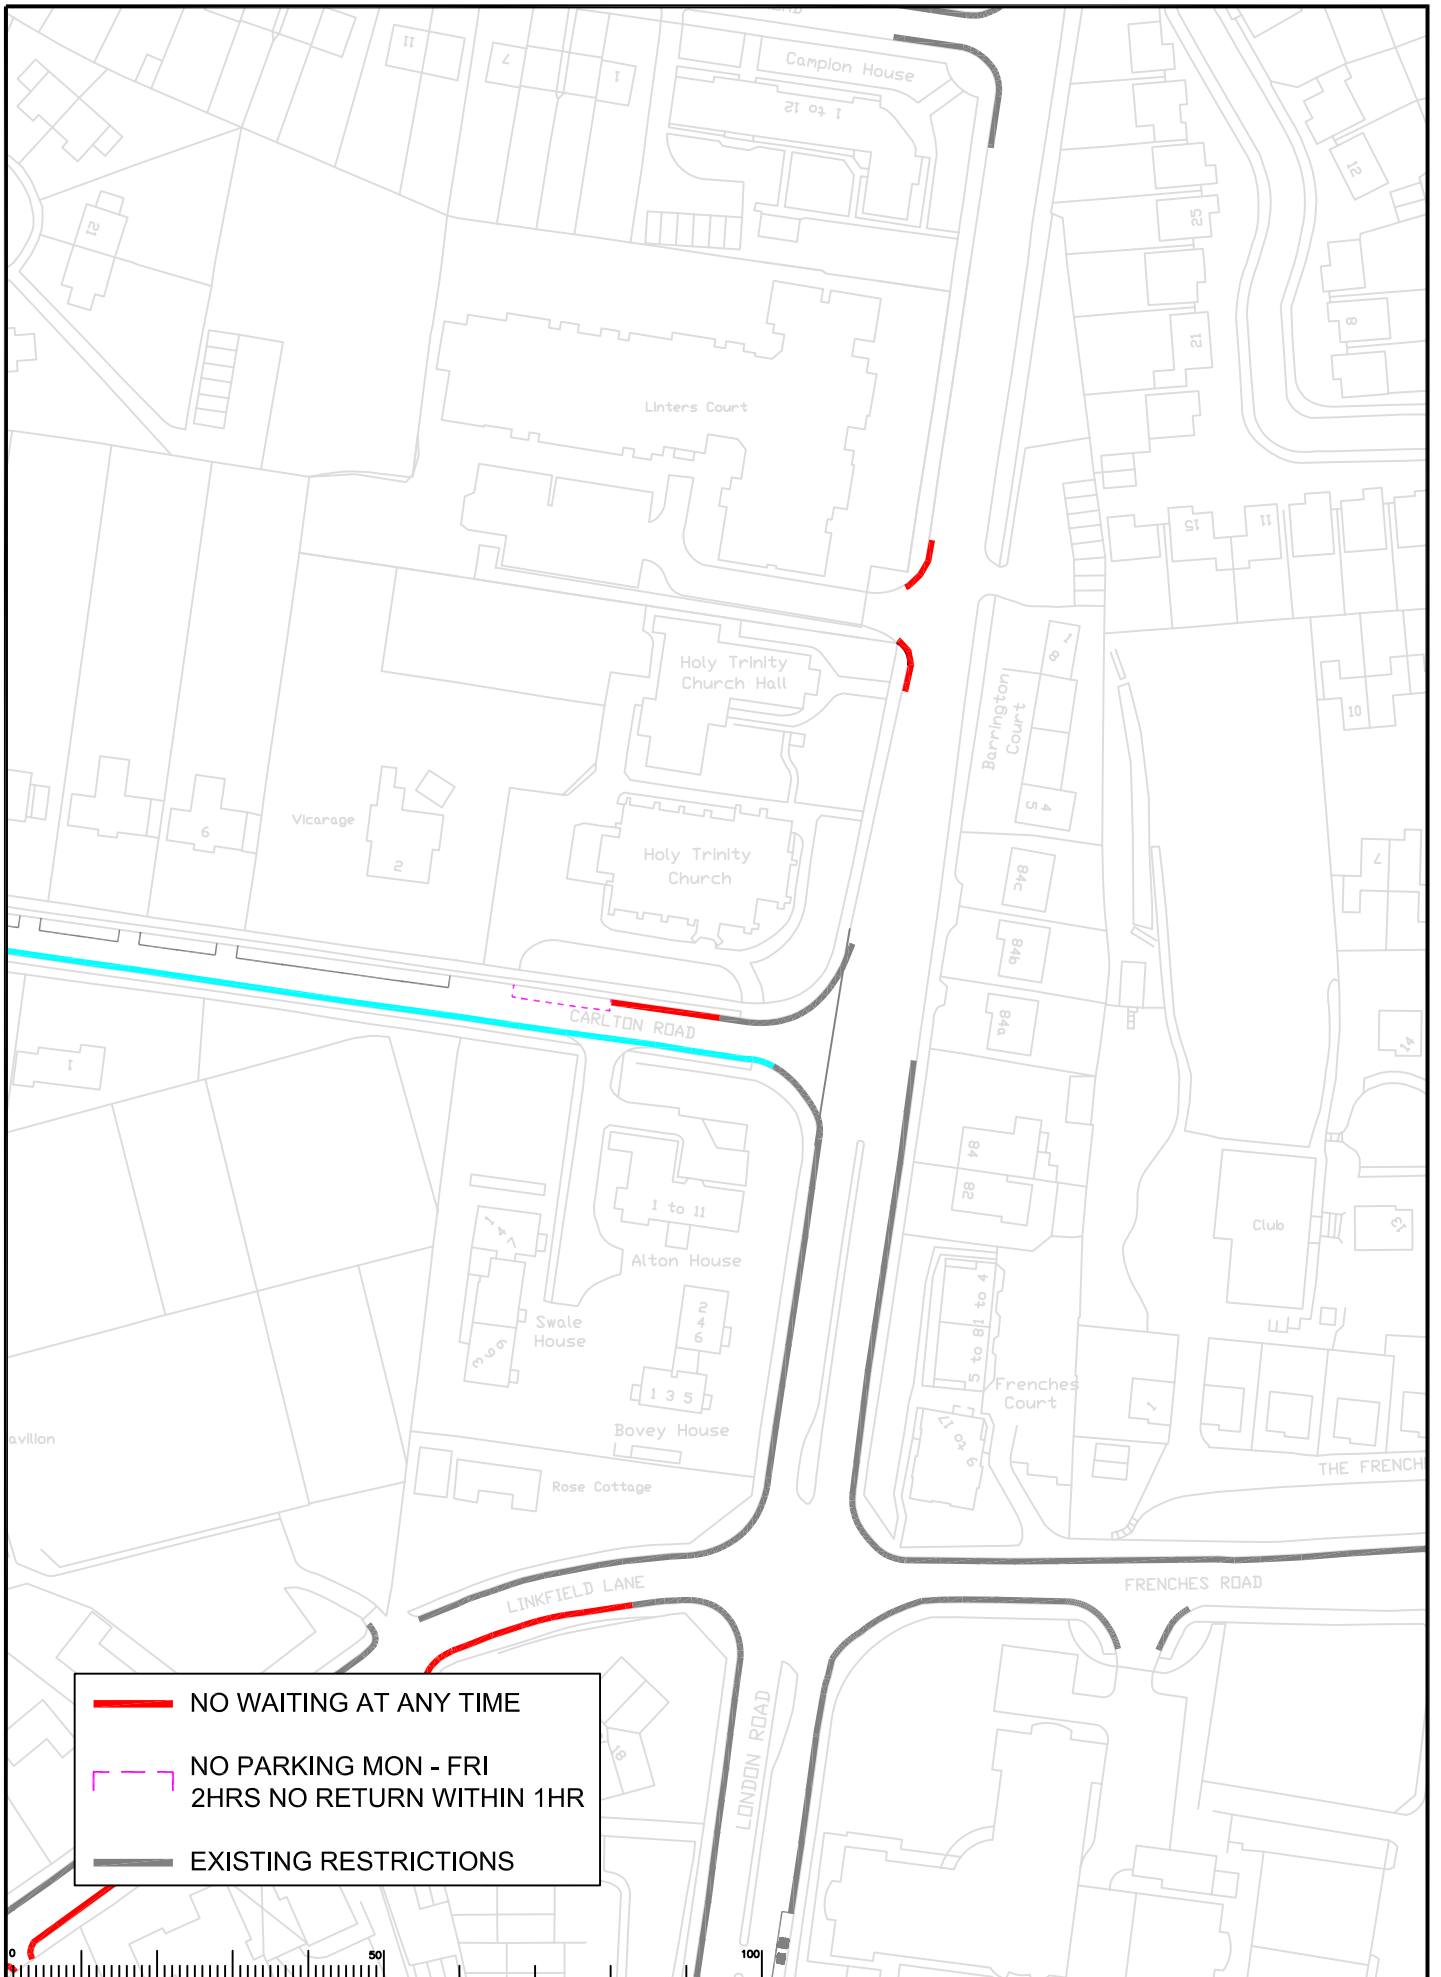 Campion House
1 to 12
11
7
1
12
21
25
21
8
Linters Court
15
11
Holy Trinity
Church Hall
Barrington
Court
1
8
10
4
5
Vicarage
6
2
Holy Trinity
Church
84c
84b
84a
7
CARLTON ROAD
1
14
84
82
1 to 11
Alton House
1 4 7
Club
13
Swale
House
2
4
6
1 to 4
5 to 8
1 3 5
Bovey House
Frenches
Court
1
avilion
9 to 17
Rose Cottage
THE FRENCH
LINKFIELD LANE
FRENCHES ROAD
LONDON ROAD
18
NO WAITING AT ANY TIME
NO PARKING MON - FRI
2HRS NO RETURN WITHIN 1HR
EXISTING RESTRICTIONS
0
50
100